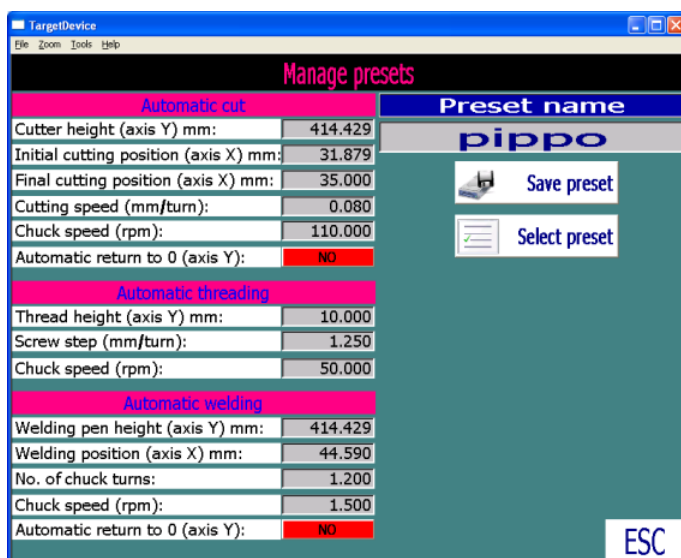 TargetDevice
File Zoom Tools Help
Manage presets
Automatic cut
Cutter height (axis Y) mm: 414.429
Initial cutting position (axis X) mm: 31.879
Final cutting position (axis X) mm: 35.000
Cutting speed (mm/turn): 0.080
Chuck speed (rpm): 110.000
Automatic return to 0 (axis Y): NO
Automatic threading
Thread height (axis Y) mm: 10.000
Screw step (mm/turn): 1.250
Chuck speed (rpm): 50.000
Automatic welding
Welding pen height (axis Y) mm: 414.429
Welding position (axis X) mm: 44.590
No. of chuck turns: 1.200
Chuck speed (rpm): 1.500
Automatic return to 0 (axis Y): NO
Preset name
pippo
Save preset
Select preset
ESC